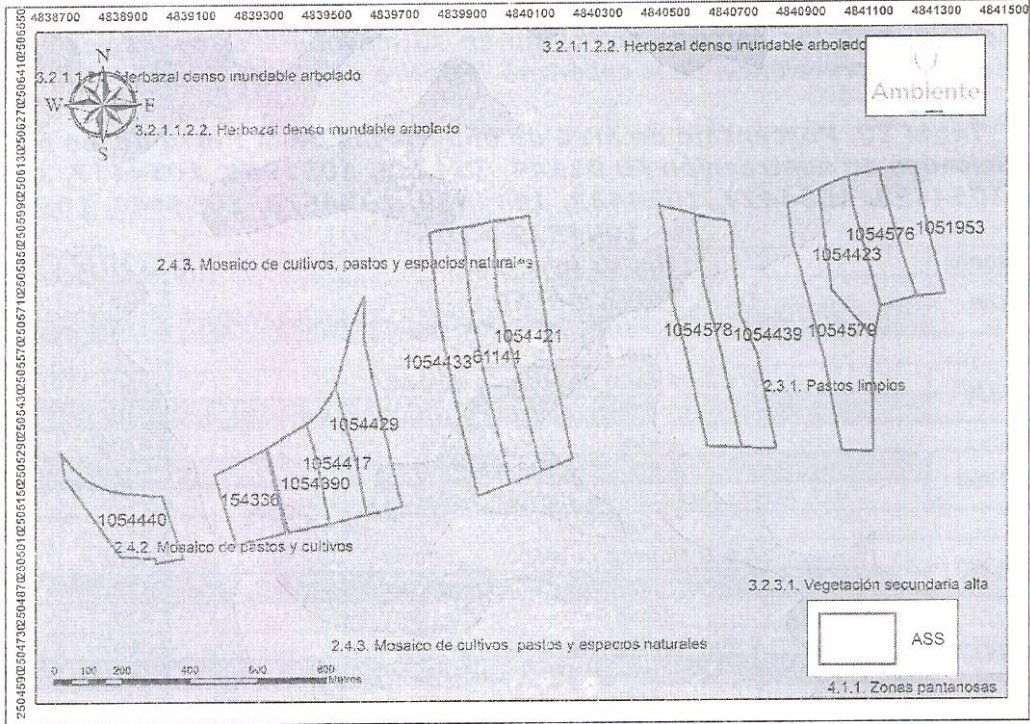 4838700 4838900 4839100 4839300 4839500 4839700 4839900 4840100 4840300 4840500 4840700 4840900 4841100 4841300 4841500
3.2.1.1.2.2. Herbazal denso inundable arbolado
Ambiente
N
Herbazal denso inundable arbolado
W E
3.2.1.1.2.2. Herbazal denso inundable arbolado
S
1054576 1051953
1054423
2.4.3. Mosaico de cultivos, pastos y espacios naturales
1054578 1054439 1054579
1054421
1054433 61144
2.3.1. Pastos limpios
1054429
1054417
1054390
154336
1054440
2.4.2. Mosaico de pastos y cultivos
3.2.3.1. Vegetación secundaria alta
ASS
2.4.3. Mosaico de cultivos, pastos y espacios naturales
0 100 200 400 600 800
Metros
4.1.1. Zonas pantanosas